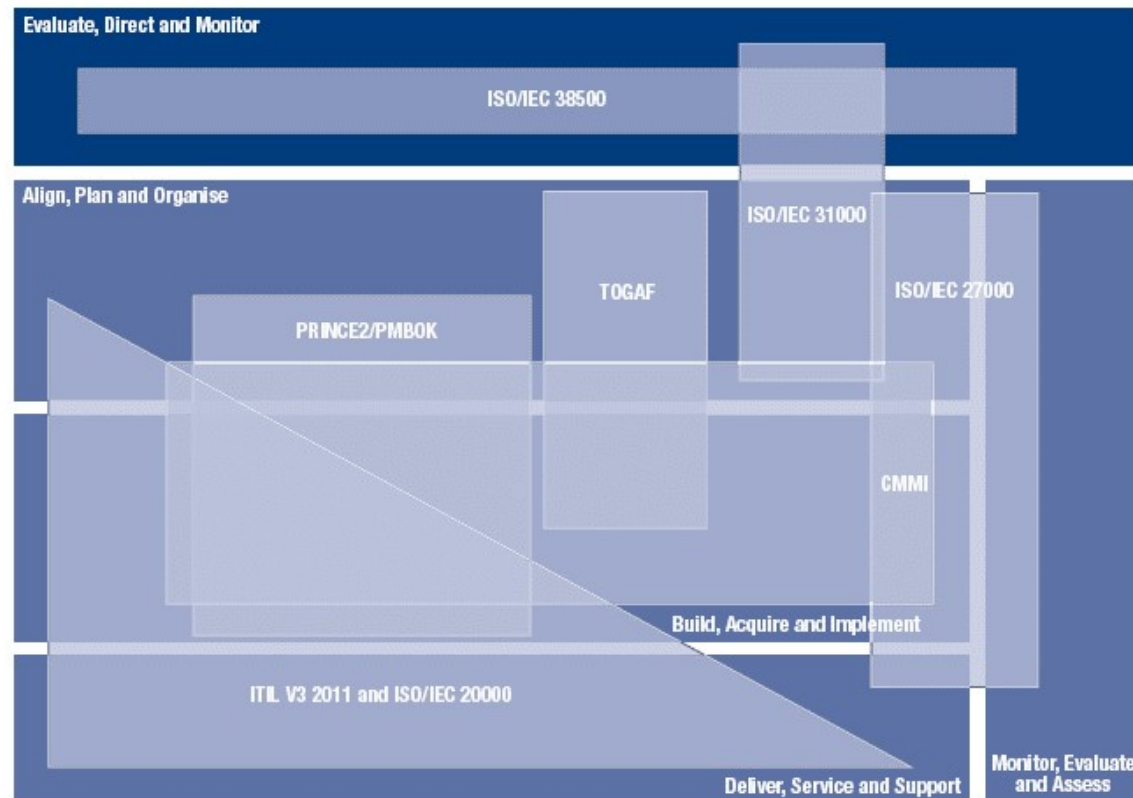 Evaluate, Direct and Monitor
ISO/IEC 38500
Align, Plan and Organise
ISO/IEC 31000
TOGAF
ISO/IEC 27000
PRINCE2/PMBOK
CMMI
Build, Acquire and Implement
ITIL V3 2011 and ISO/IEC 20000
Deliver, Service and Support
Monitor, Evaluate
and Assess